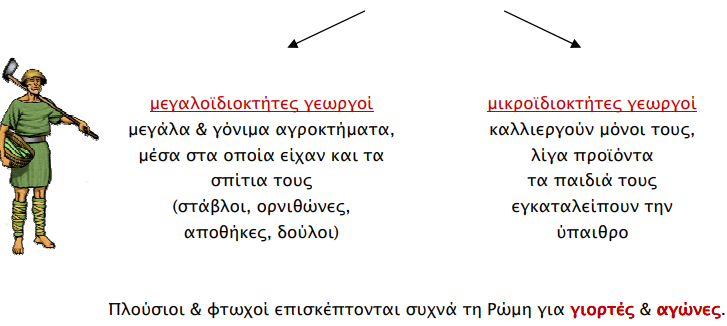 μεγαλοϊδιοκτήτες γεωργοί
μεγάλα & γόνιμα αγροκτήματα,
μέσα στα οποία είχαν και τα
σπίτια τους
(στάβλοι, ορνιθώνες,
αποθήκες, δούλοι)
μικροϊδιοκτήτες γεωργοί
καλλιεργούν μόνοι τους,
λίγα προϊόντα
τα παιδιά τους
εγκαταλείπουν την
ύπαιθρο
Πλούσιοι & φτωχοί επισκέπτονται συχνά τη Ρώμη για γιορτές & αγώνες.